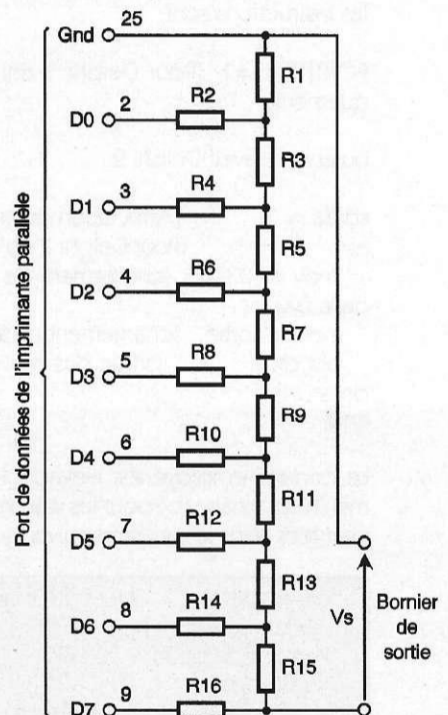 Gnd
25
R1
D0
2
R2
R3
D1
3
R4
R5
D2
4
R6
R7
D3
5
R8
R9
D4
6
R10
R11
D5
7
R12
R13
D6
8
R14
R15
D7
9
R16
Vs
Bornier
de
sortie
Port de données de l'imprimante parallèle